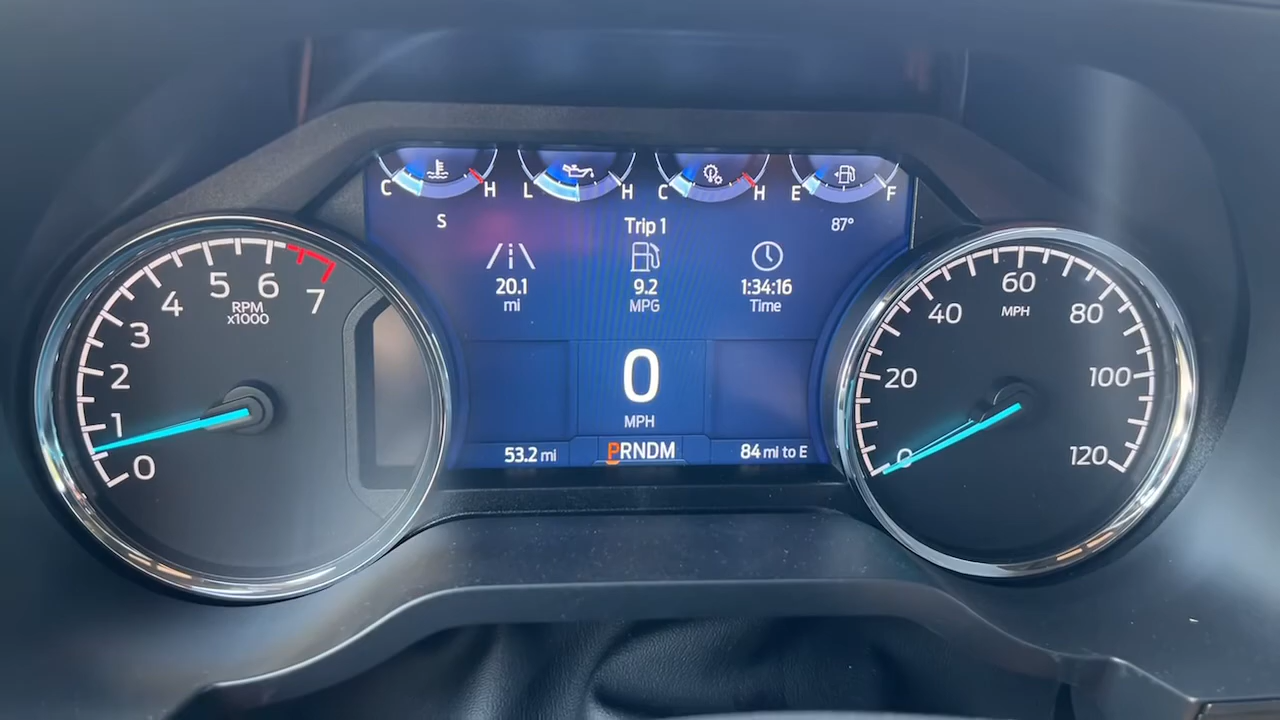 C H L H C H E F
S
Trip 1
87°
20.1
mi
9.2
MPG
1:34:16
Time
0
MPH
53.2 mi
PRNDM
84 mi to E
0
1
2
3
4
5
6
7
RPM
x1000
0
20
40
60
80
100
120
MPH